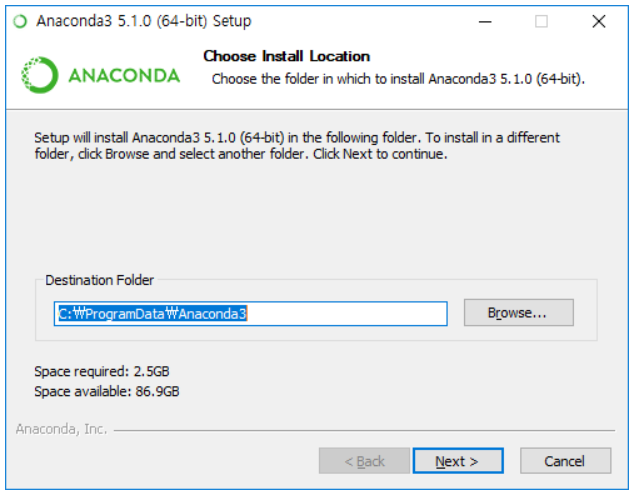 Anaconda3 5.1.0 (64-bit) Setup
ANACONDA
Choose Install Location
Choose the folder in which to install Anaconda3 5.1.0 (64-bit).
Setup will install Anaconda3 5.1.0 (64-bit) in the following folder. To install in a different
folder, click Browse and select another folder. Click Next to continue.
Destination Folder
C:₩ProgramData₩Anaconda3
Browse...
Space required: 2.5GB
Space available: 86.9GB
Anaconda, Inc.
< Back
Next >
Cancel